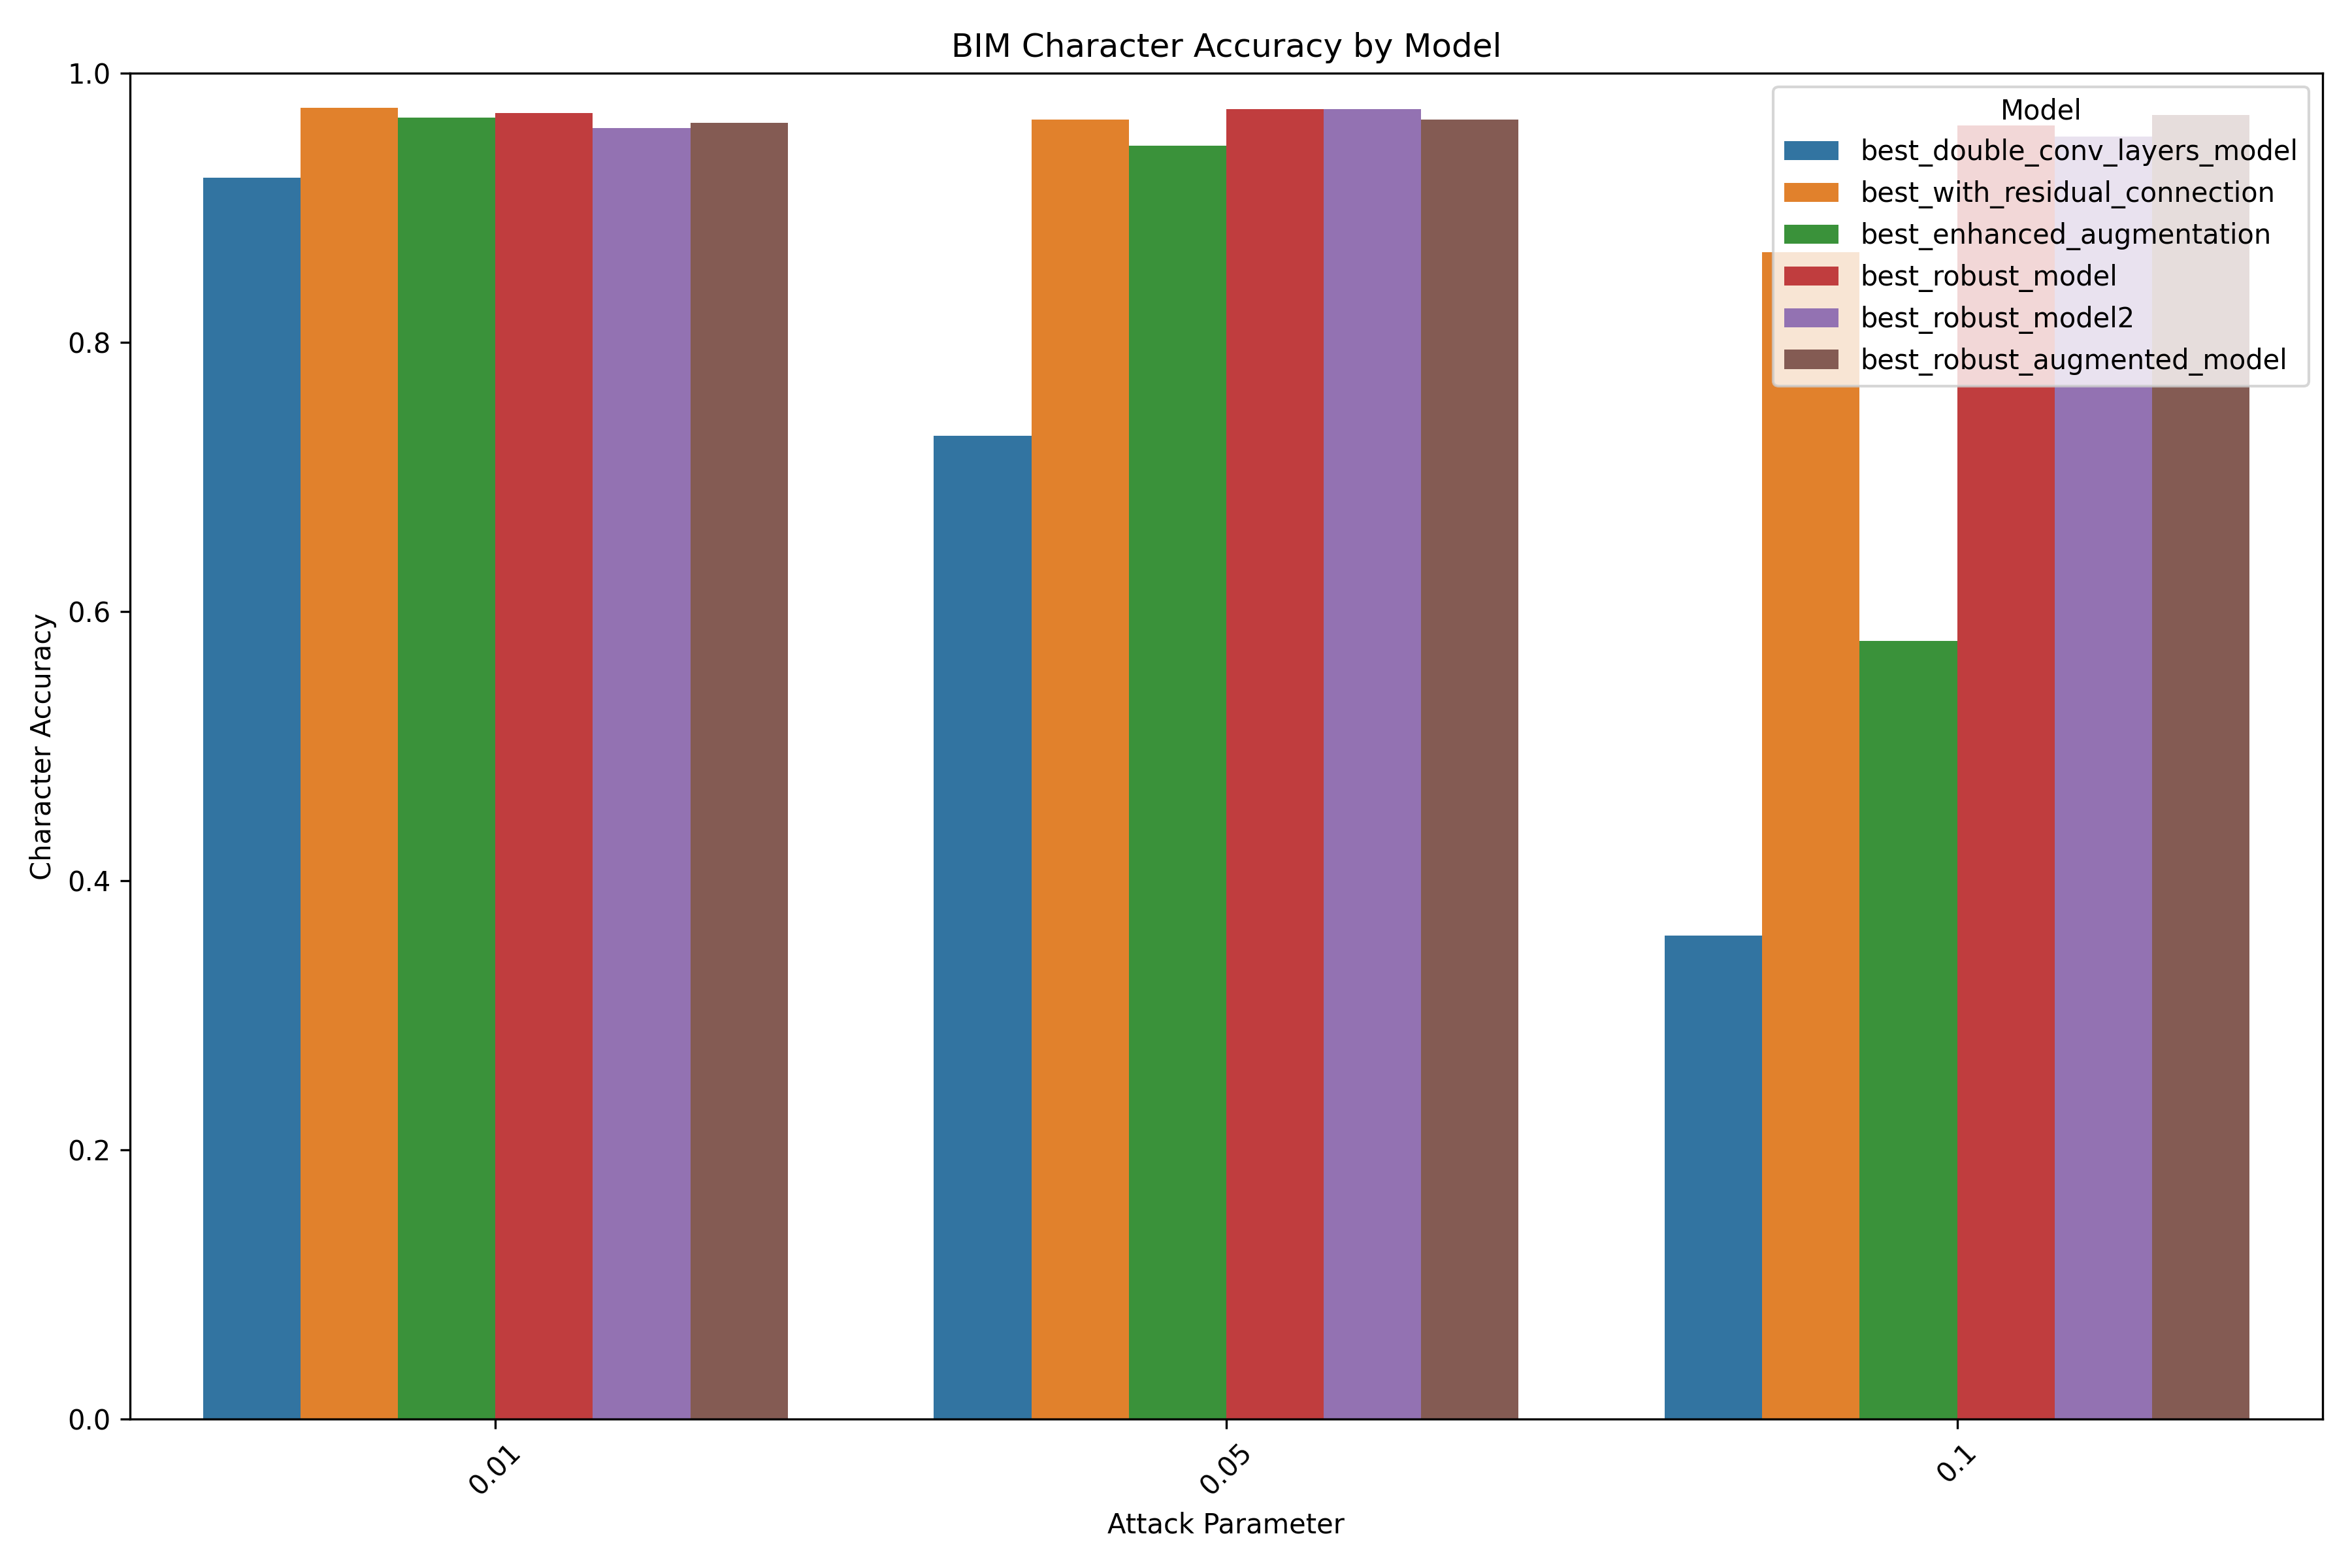 BIM Character Accuracy by Model
Character Accuracy
1.0
0.8
0.6
0.4
0.2
0.0
Model
best_double_conv_layers_model
best_with_residual_connection
best_enhanced_augmentation
best_robust_model
best_robust_model2
best_robust_augmented_model
0.01
0.05
0.1
Attack Parameter